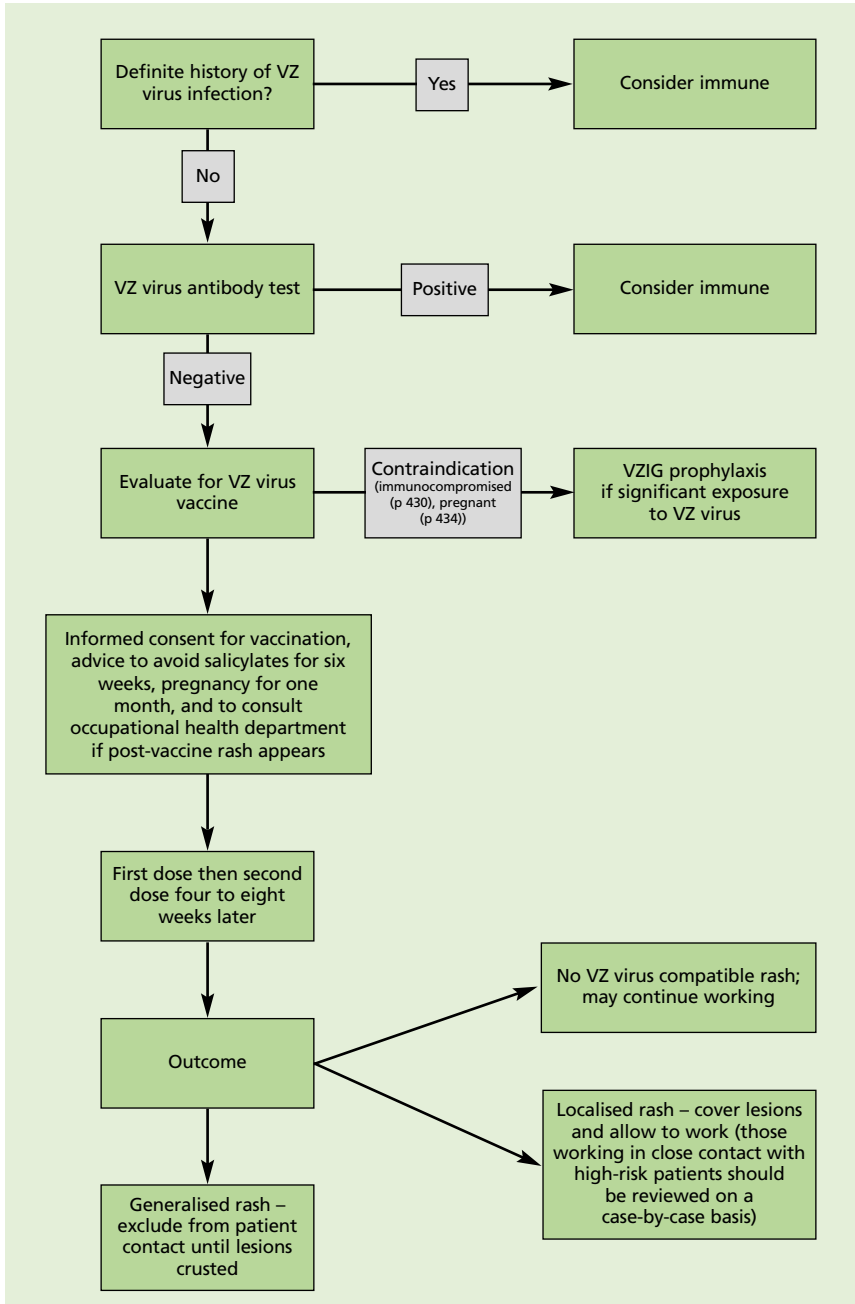 Definite history of VZ
virus infection?
Yes
Consider immune
No
VZ virus antibody test
Positive
Consider immune
Negative
Evaluate for VZ virus
vaccine
Contraindication
(immunocompromised
(p 430), pregnant
(p 434))
VZIG prophylaxis
if significant exposure
to VZ virus
Informed consent for vaccination,
advice to avoid salicylates for six
weeks, pregnancy for one
month, and to consult
occupational health department
if post-vaccine rash appears
First dose then second
dose four to eight
weeks later
Outcome
No VZ virus compatible rash;
may continue working
Localised rash – cover lesions
and allow to work (those
working in close contact with
high-risk patients should
be reviewed on a
case-by-case basis)
Generalised rash –
exclude from patient
contact until lesions
crusted